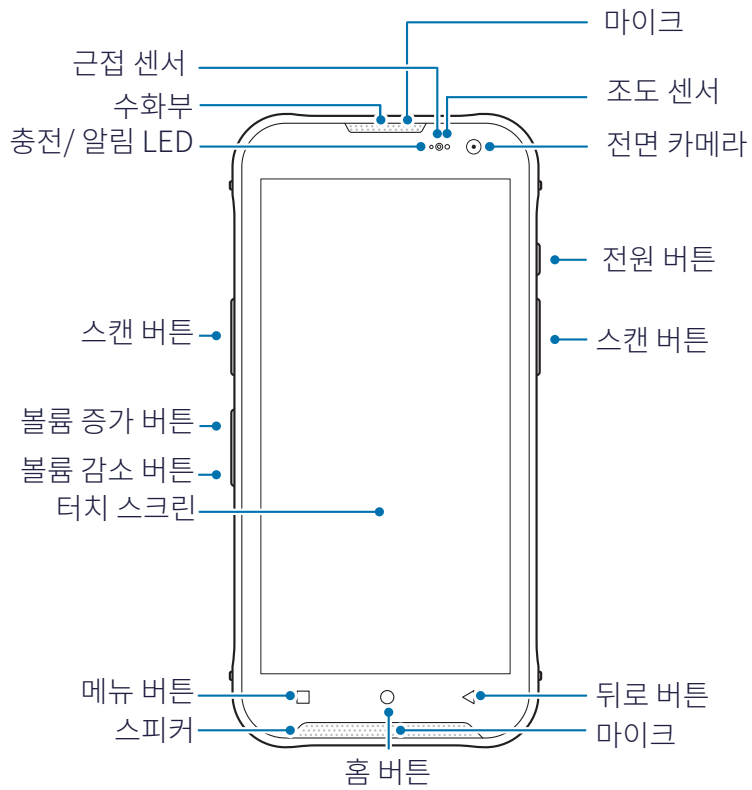 마이크
근접 센서
조도 센서
수화부
충전/ 알림 LED
전면 카메라
전원 버튼
스캔 버튼
스캔 버튼
볼륨 증가 버튼
볼륨 감소 버튼
터치 스크린
메뉴 버튼
뒤로 버튼
스피커
마이크
홈 버튼